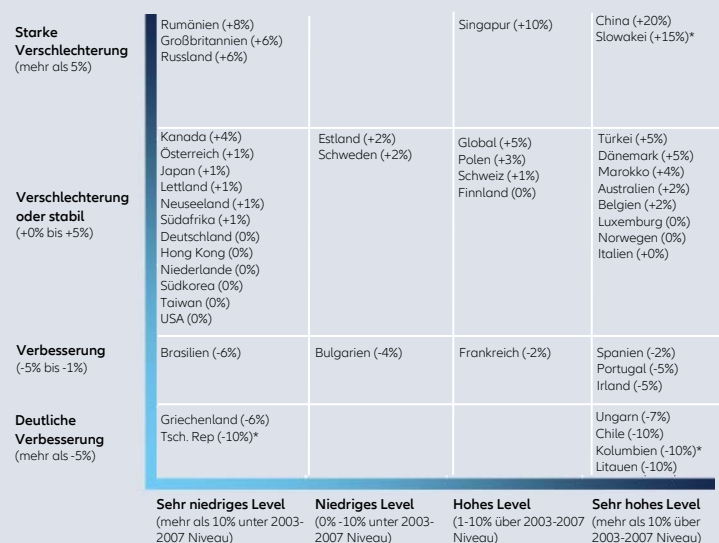 Starke
Verschlechterung
(mehr als 5%)
Rumänien (+8%)
Großbritannien (+6%)
Russland (+6%)
Singapur (+10%)
China (+20%)
Slowakei (+15%)*
Verschlechterung
oder stabil
(+0% bis +5%)
Kanada (+4%)
Österreich (+1%)
Japan (+1%)
Lettland (+1%)
Neuseeland (+1%)
Südafrika (+1%)
Deutschland (0%)
Hong Kong (0%)
Niederlande (0%)
Südkorea (0%)
Taiwan (0%)
USA (0%)
Estland (+2%)
Schweden (+2%)
Global (+5%)
Polen (+3%)
Schweiz (+1%)
Finnland (0%)
Türkei (+5%)
Dänemark (+5%)
Marokko (+4%)
Australien (+2%)
Belgien (+2%)
Luxemburg (0%)
Norwegen (0%)
Italien (+0%)
Verbesserung
(-5% bis -1%)
Brasilien (-6%)
Bulgarien (-4%)
Frankreich (-2%)
Spanien (-2%)
Portugal (-5%)
Irland (-5%)
Deutliche
Verbesserung
(mehr als -5%)
Griechenland (-6%)
Tsch. Rep (-10%)*
Ungarn (-7%)
Chile (-10%)
Kolumbien (-10%)*
Litauen (-10%)
Sehr niedriges Level
(mehr als 10% unter 2003-
2007 Niveau)
Niedriges Level
(0% -10% unter 2003-
2007 Niveau)
Hohes Level
(1-10% über 2003-2007
Niveau)
Sehr hohes Level
(mehr als 10% über
2003-2007 Niveau)